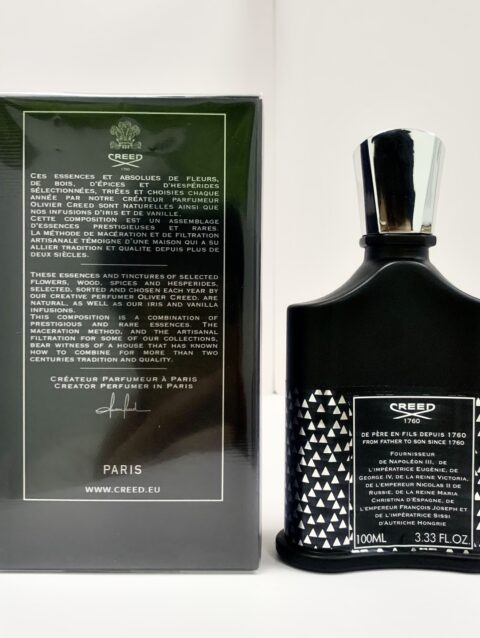 CREED
1760
CES ESSENCES ET ABSOLUES DE FLEURS,
DE BOIS, D'ÉPICES ET D'HESPÉRIDES
SÉLECTIONNÉES, TRIÉES ET CHOISIES CHAQUE
ANNÉE PAR NOTRE CRÉATEUR PARFUMEUR
OLIVIER CREED SONT NATURELLES AINSI QUE
NOS INFUSIONS D'IRIS ET DE VANILLE.
CETTE COMPOSITION EST UN ASSEMBLAGE
D'ESSENCES PRESTIGIEUSES ET RARES.
LA MÉTHODE DE MACÉRATION ET DE FILTRATION
ARTISANALE TÉMOIGNE D'UNE MAISON QUI A SU
ALLIER TRADITION ET QUALITE DEPUIS PLUS DE
DEUX SIÈCLES.
THESE ESSENCES AND TINCTURES OF SELECTED
FLOWERS, WOOD, SPICES AND HESPERIDES,
SELECTED, SORTED AND CHOSEN EACH YEAR BY
OUR CREATIVE PERFUMER OLIVER CREED, ARE
NATURAL, AS WELL AS OUR IRIS AND VANILLA
INFUSIONS.
THIS COMPOSITION IS A COMBINATION OF
PRESTIGIOUS AND RARE ESSENCES. THE
MACERATION METHOD, AND THE ARTISANAL
FILTRATION FOR SOME OF OUR COLLECTIONS,
BEAR WITNESS OF A HOUSE THAT HAS KNOWN
HOW TO COMBINE FOR MORE THAN TWO
CENTURIES TRADITION AND QUALITY.
CRÉATEUR PARFUMEUR À PARIS
CREATOR PERFUMER IN PARIS
PARIS
WWW.CREED.EU
CREED
1760
DE PÈRE EN FILS DEPUIS 1760
FROM FATHER TO SON SINCE 1760
FOURNISSEUR
DE NAPOLÉON III, DE
L'IMPÉRATRICE EUGÉNIE, DE
GEORGE IV, DE LA REINE VICTORIA,
DE L'EMPEREUR NICOLAS II DE
RUSSIE, DE LA REINE MARIE
CHRISTINA D'ESPAGNE, DE
L'EMPEREUR FRANÇOIS JOSEPH ET
DE L'IMPÉRATRICE SISSI
D'AUTRICHE HONGRIE
100ML 3.33 FL.OZ.